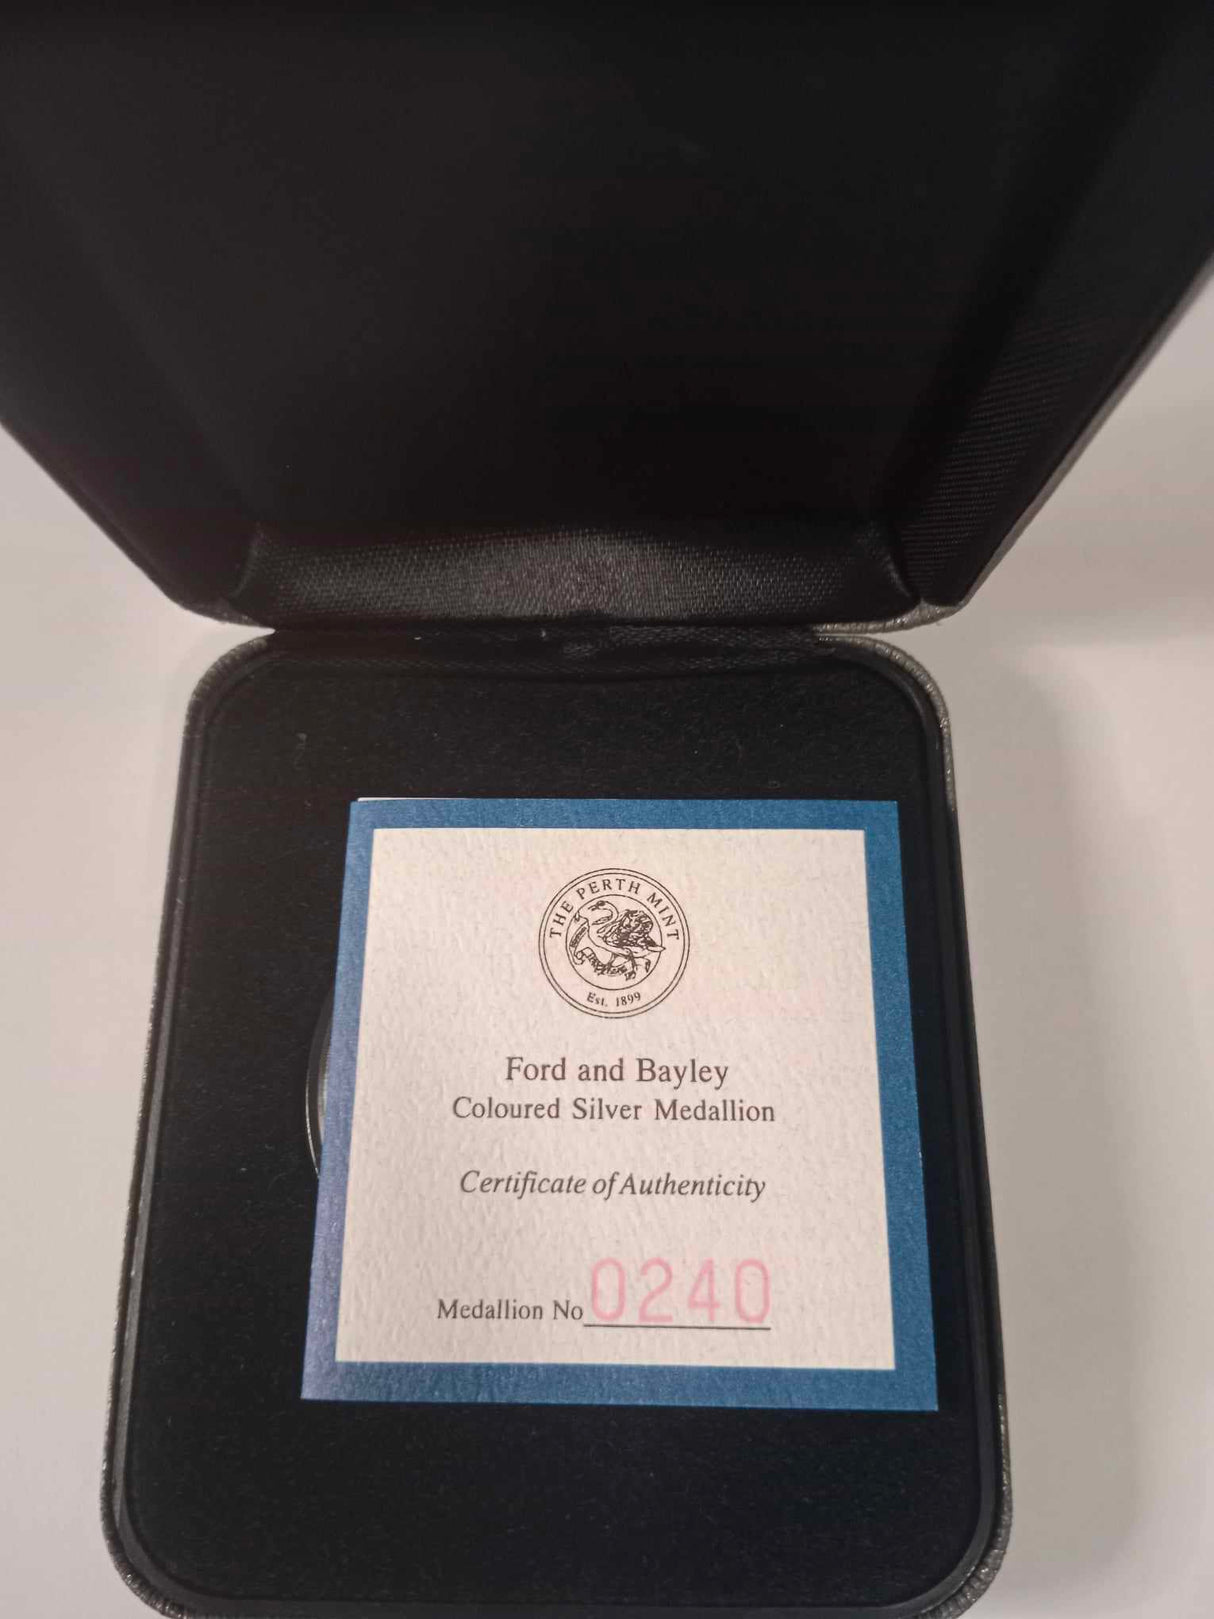 THE PERTH MINT
Est. 1899
Ford and Bayley
Coloured Silver Medallion
Certificate of Authenticity
Medallion No 0240